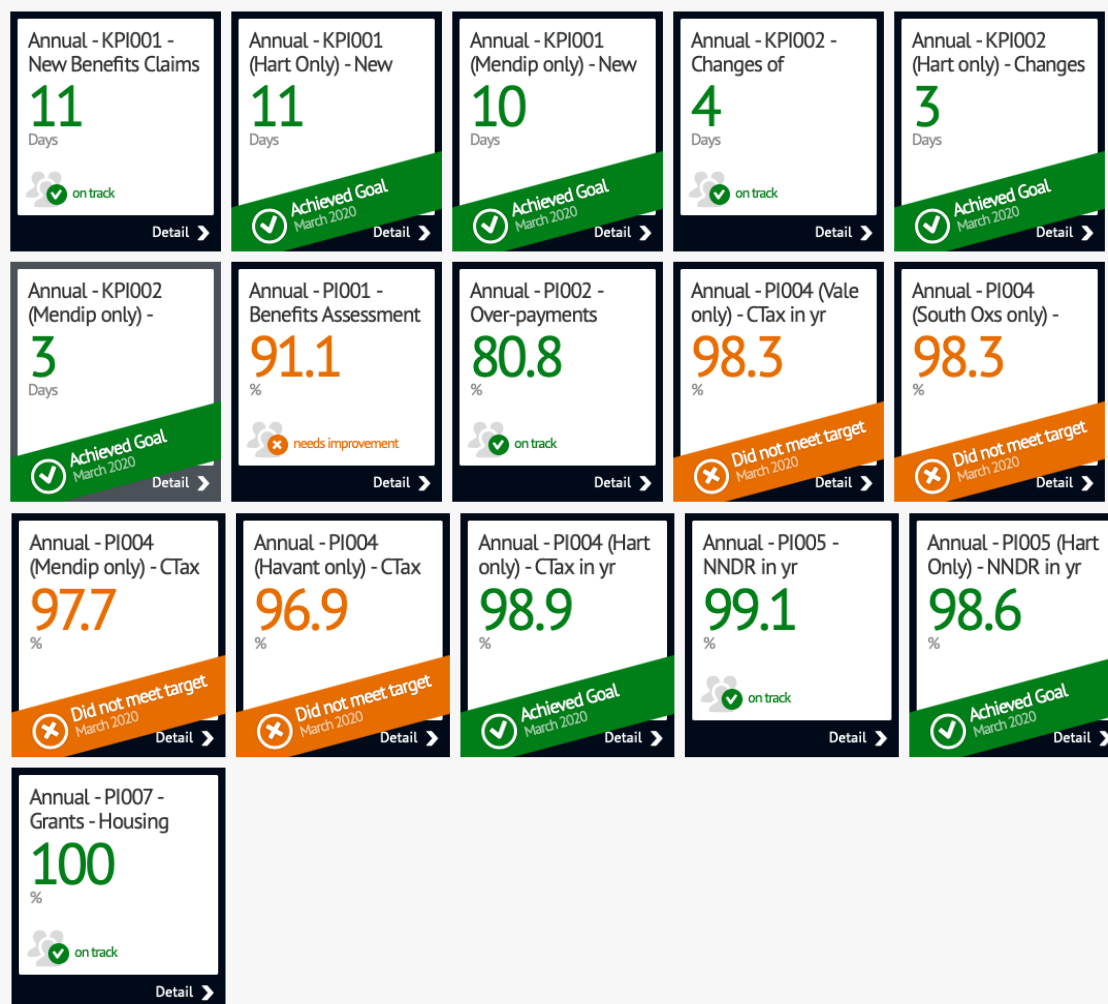 Annual - KPI001 -
New Benefits Claims
11
Days
on track
Detail
Annual - KPI001
(Hart Only) - New
11
Days
Achieved Goal
March 2020
Detail
Annual - KPI001
(Mendip only) - New
10
Days
Achieved Goal
March 2020
Detail
Annual - KPI002 -
Changes of
4
Days
on track
Detail
Annual - KPI002
(Hart only) - Changes
3
Days
Achieved Goal
March 2020
Detail
Annual - KPI002
(Mendip only) -
3
Days
Achieved Goal
March 2020
Detail
Annual - PI001 -
Benefits Assessment
91.1
%
needs improvement
Detail
Annual - PI002 -
Over-payments
80.8
%
on track
Detail
Annual - PI004 (Vale
only) - CTax in yr
98.3
%
Did not meet target
March 2020
Detail
Annual - PI004
(South Oxs only) -
98.3
%
Did not meet target
March 2020
Detail
Annual - PI004
(Mendip only) - CTax
97.7
%
Did not meet target
March 2020
Detail
Annual - PI004
(Havant only) - CTax
96.9
%
Did not meet target
March 2020
Detail
Annual - PI004 (Hart
only) - CTax in yr
98.9
%
Achieved Goal
March 2020
Detail
Annual - PI005 -
NNDR in yr
99.1
%
on track
Detail
Annual - PI005 (Hart
Only) - NNDR in yr
98.6
%
Achieved Goal
March 2020
Detail
Annual - PI007 -
Grants - Housing
100
%
on track
Detail